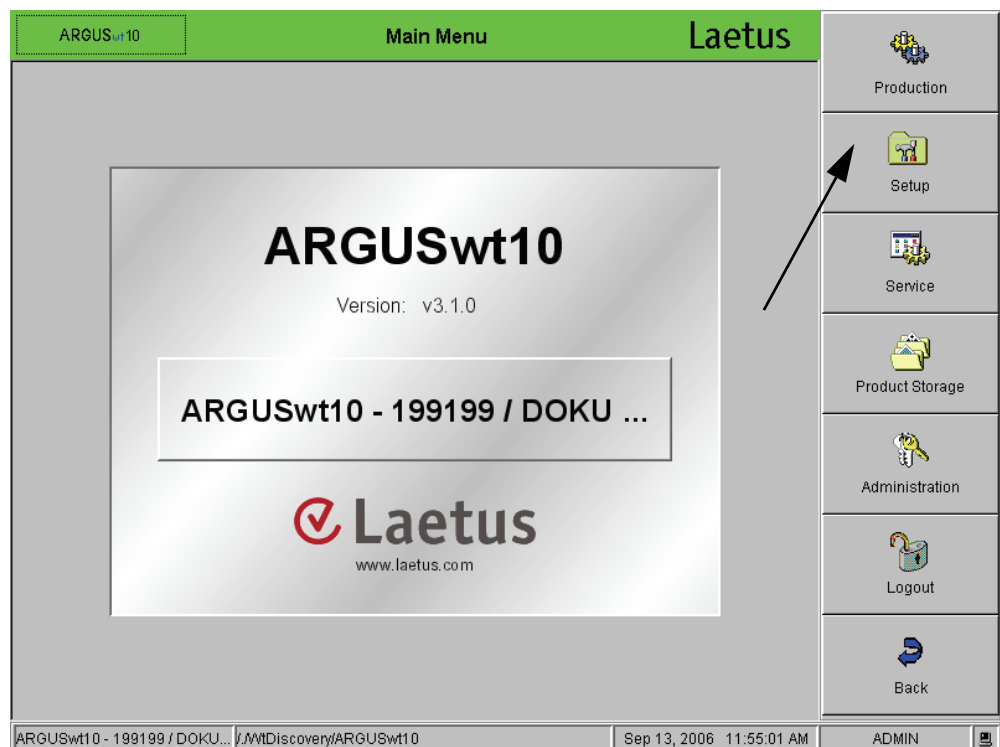 ARGUSwt10
Main Menu
Laetus
Production
Setup
Service
Product Storage
Administration
Logout
Back
ARGUSwt10
Version: v3.1.0
ARGUSwt10 - 199199 / DOKU ...
Laetus
www.laetus.com
ARGUSwt10 - 199199 / DOKU...
/./WtDiscovery/ARGUSwt10
Sep 13, 2006 11:55:01 AM
ADMIN